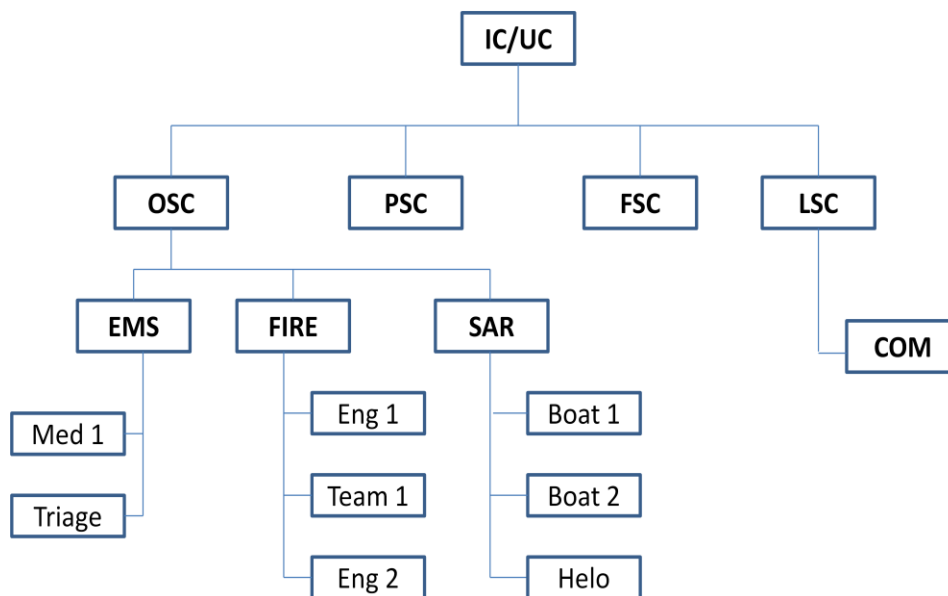 IC/UC
OSC
PSC
FSC
LSC
EMS
FIRE
SAR
COM
Med 1
Triage
Eng 1
Team 1
Eng 2
Boat 1
Boat 2
Helo